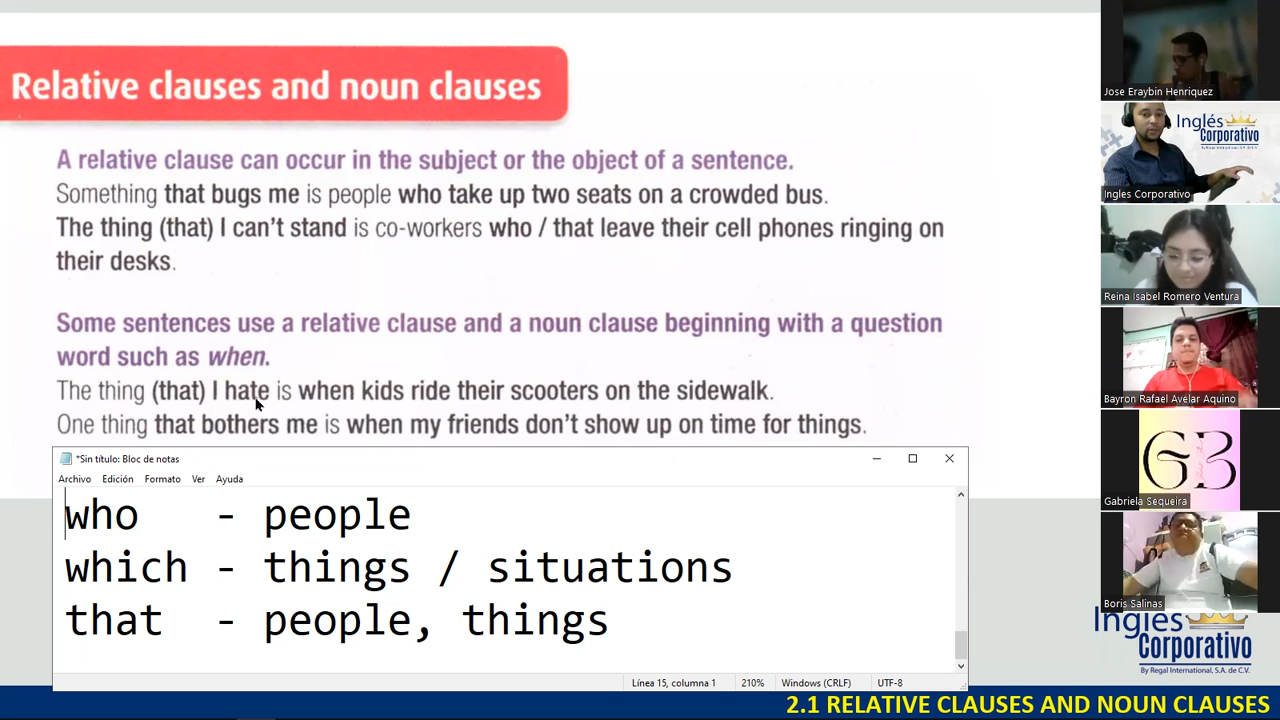 Relative clauses and noun clauses
A relative clause can occur in the subject or the object of a sentence.
Something that bugs me is people who take up two seats on a crowded bus.
The thing (that) I can't stand is co-workers who / that leave their cell phones ringing on
their desks.
Some sentences use a relative clause and a noun clause beginning with a question
word such as when.
The thing (that) I hate is when kids ride their scooters on the sidewalk.
One thing that bothers me is when my friends don't show up on time for things.
*Sin título: Bloc de notas
Archivo Edición Formato Ver Ayuda
who - people
which - things / situations
that - people, things
Línea 15, columna 1 210% Windows (CRLF) UTF-8
Jose Eraybin Henriquez
Inglés
Corporativo
By Regal International, S.A. de C.V.
Ingles Corporativo
Reina Isabel Romero Ventura
Bayron Rafael Avelar Aquino
GB
Gabriela Sequeira
Boris Salinas
Inglés
Corporativo
By Regal International, S.A. de C.V.
2.1 RELATIVE CLAUSES AND NOUN CLAUSES